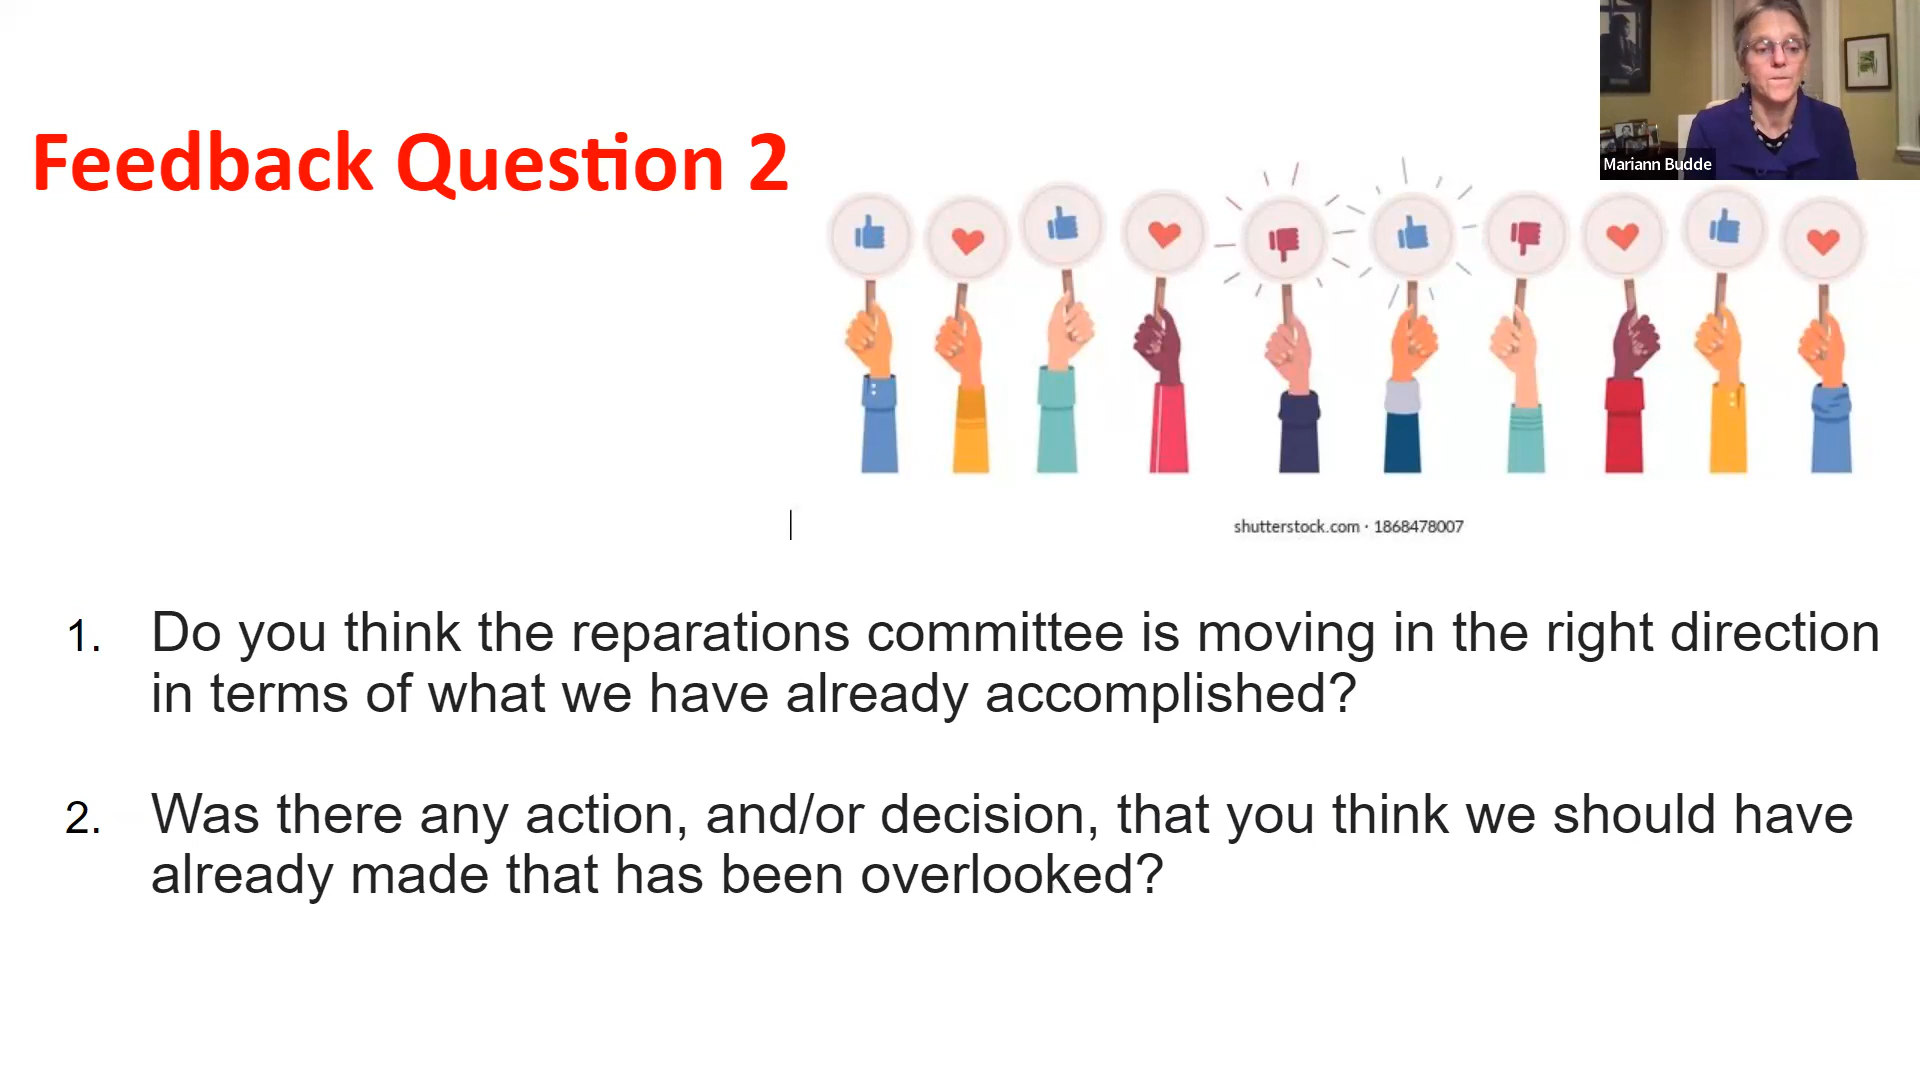 Mariann Budde
Feedback Question 2
shutterstock.com · 1868478007
1. Do you think the reparations committee is moving in the right direction
in terms of what we have already accomplished?
2. Was there any action, and/or decision, that you think we should have
already made that has been overlooked?